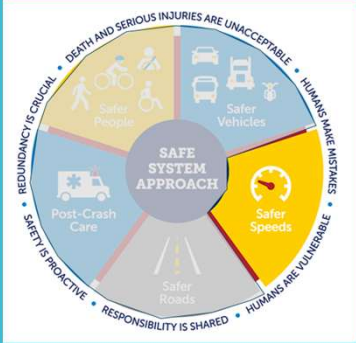 DEATH AND SERIOUS INJURIES ARE UNACCEPTABLE
HUMANS MAKE MISTAKES
HUMANS ARE VULNERABLE
RESPONSIBILITY IS SHARED
SAFETY IS PROACTIVE
REDUNDANCY IS CRUCIAL
Safer
People
Safer
Vehicles
SAFE
SYSTEM
APPROACH
Post-Crash
Care
Safer
Speeds
Safer
Roads